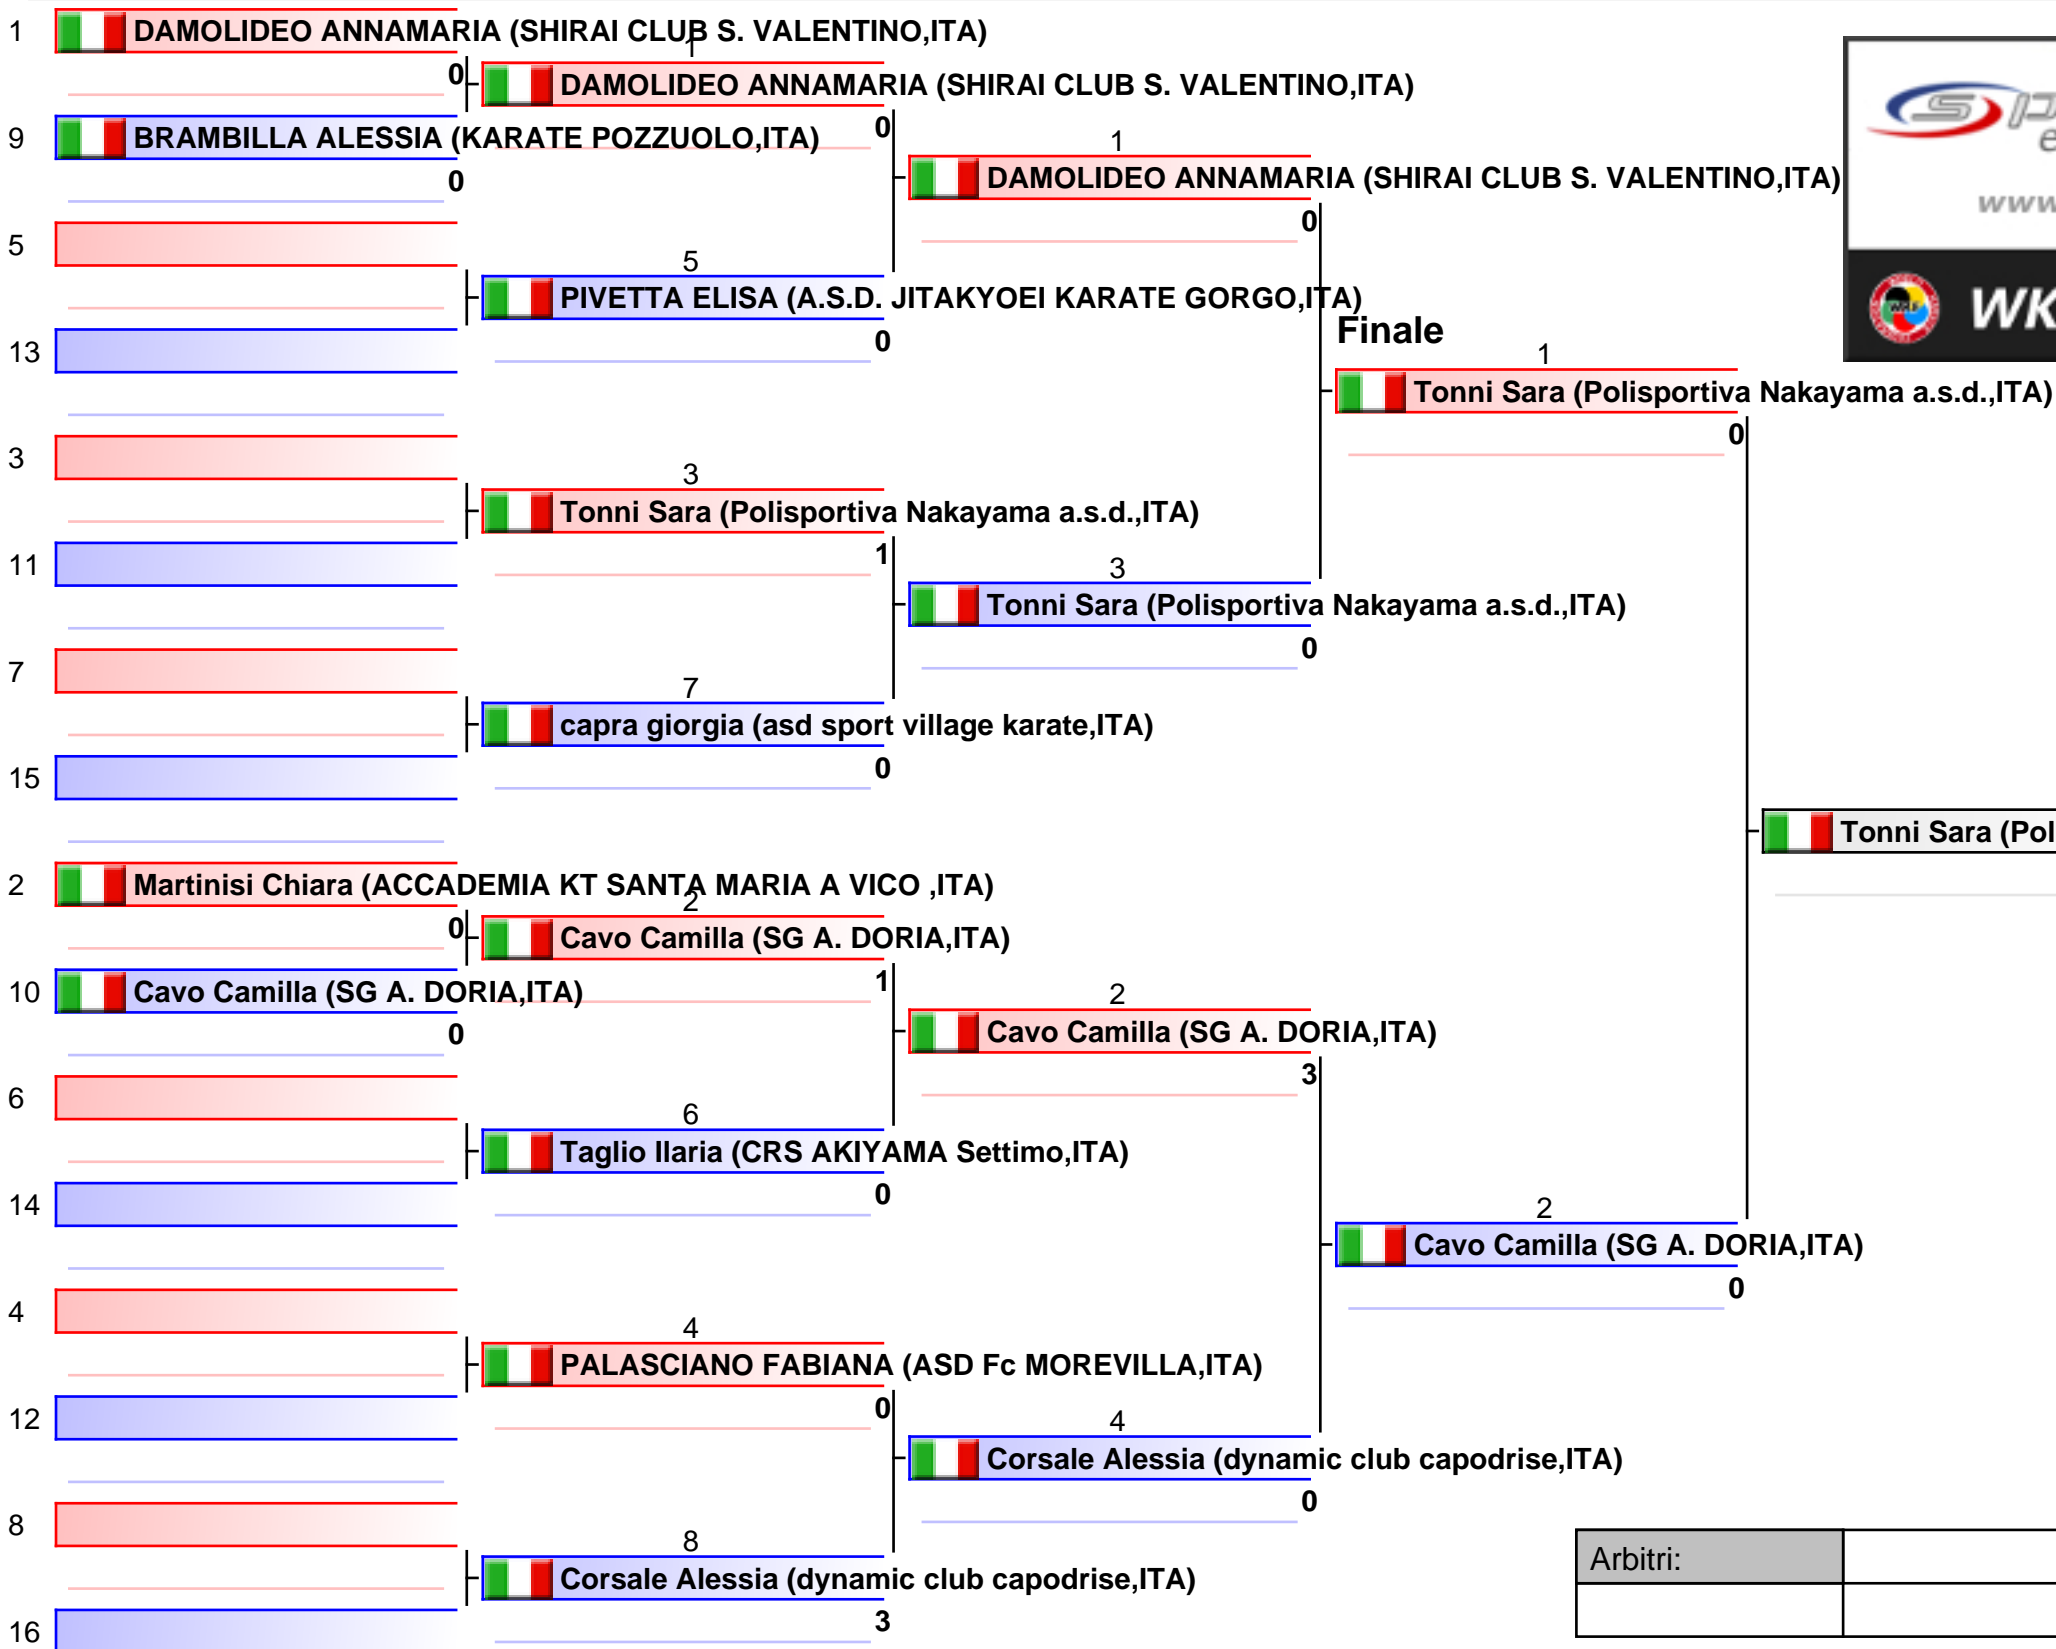 1 DAMOLIDEO ANNAMARIA (SHIRAI CLUB S. VALENTINO,ITA)
0
1
DAMOLIDEO ANNAMARIA (SHIRAI CLUB S. VALENTINO,ITA)
0
9 BRAMBILLA ALESSIA (KARATE POZZUOLO,ITA)
0
1
DAMOLIDEO ANNAMARIA (SHIRAI CLUB S. VALENTINO,ITA)
0
www
WK
5
5
PIVETTA ELISA (A.S.D. JITAKYOEI KARATE GORGO,ITA)
0
13
Finale
1
Tonni Sara (Polisportiva Nakayama a.s.d.,ITA)
0
3
3
Tonni Sara (Polisportiva Nakayama a.s.d.,ITA)
1
11
3
Tonni Sara (Polisportiva Nakayama a.s.d.,ITA)
0
7
7
capra giorgia (asd sport village karate,ITA)
0
15
Tonni Sara (Pol
2 Martinisi Chiara (ACCADEMIA KT SANTA MARIA A VICO ,ITA)
0
2
Cavo Camilla (SG A. DORIA,ITA)
1
10 Cavo Camilla (SG A. DORIA,ITA)
0
2
Cavo Camilla (SG A. DORIA,ITA)
3
6
6
Taglio Ilaria (CRS AKIYAMA Settimo,ITA)
0
14
2
Cavo Camilla (SG A. DORIA,ITA)
0
4
4
PALASCIANO FABIANA (ASD Fc MOREVILLA,ITA)
0
12
4
Corsale Alessia (dynamic club capodrise,ITA)
0
8
8
Corsale Alessia (dynamic club capodrise,ITA)
3
16
Arbitri: